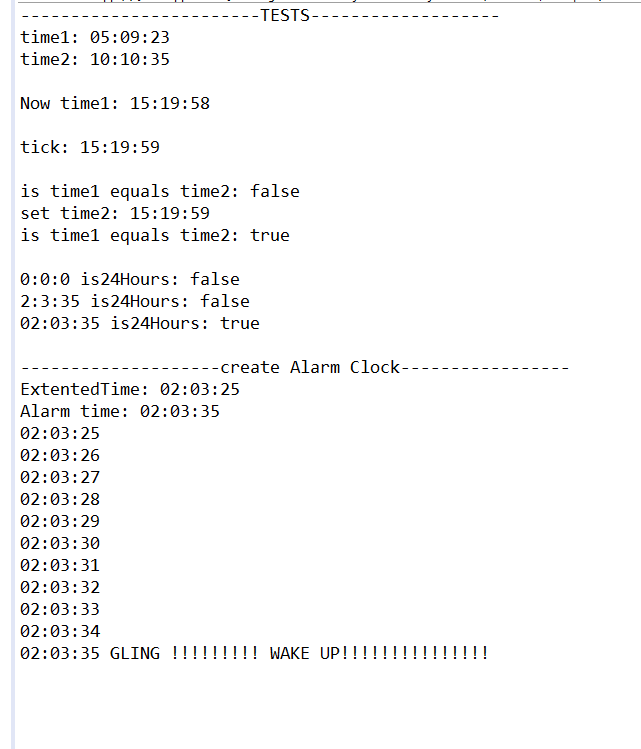 ------------------------TESTS-------------------
time1: 05:09:23
time2: 10:10:35
Now time1: 15:19:58
tick: 15:19:59
is time1 equals time2: false
set time2: 15:19:59
is time1 equals time2: true
0:0:0 is24Hours: false
2:3:35 is24Hours: false
02:03:35 is24Hours: true
--------------------create Alarm Clock-----------------
ExtentedTime: 02:03:25
Alarm time: 02:03:35
02:03:25
02:03:26
02:03:27
02:03:28
02:03:29
02:03:30
02:03:31
02:03:32
02:03:33
02:03:34
02:03:35 GLING !!!!!!!!! WAKE UP!!!!!!!!!!!!!!!